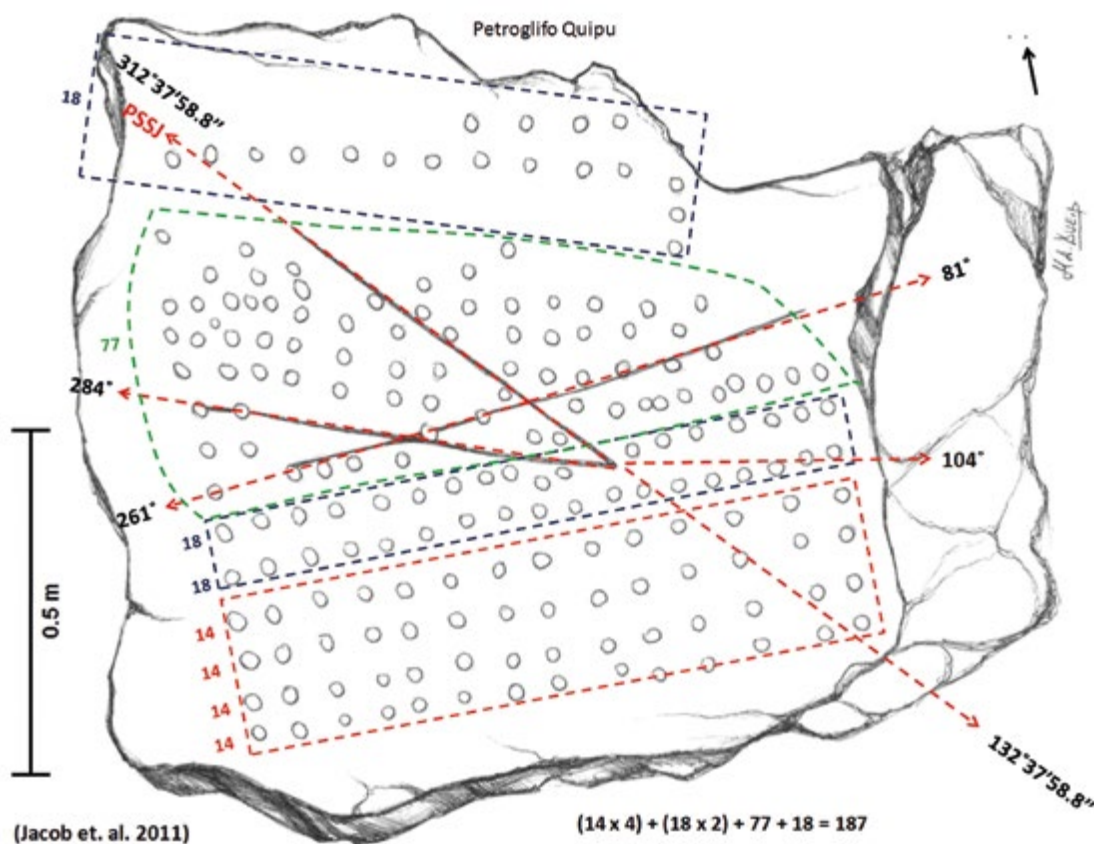 Petroglifo Quipu
312°37'58.8"
PSSJ
18
81°
77
284°
104°
261°
18
18
0.5 m
14
14
14
14
132°37'58.8"
(Jacob et. al. 2011)
(14 x 4) + (18 x 2) + 77 + 18 = 187